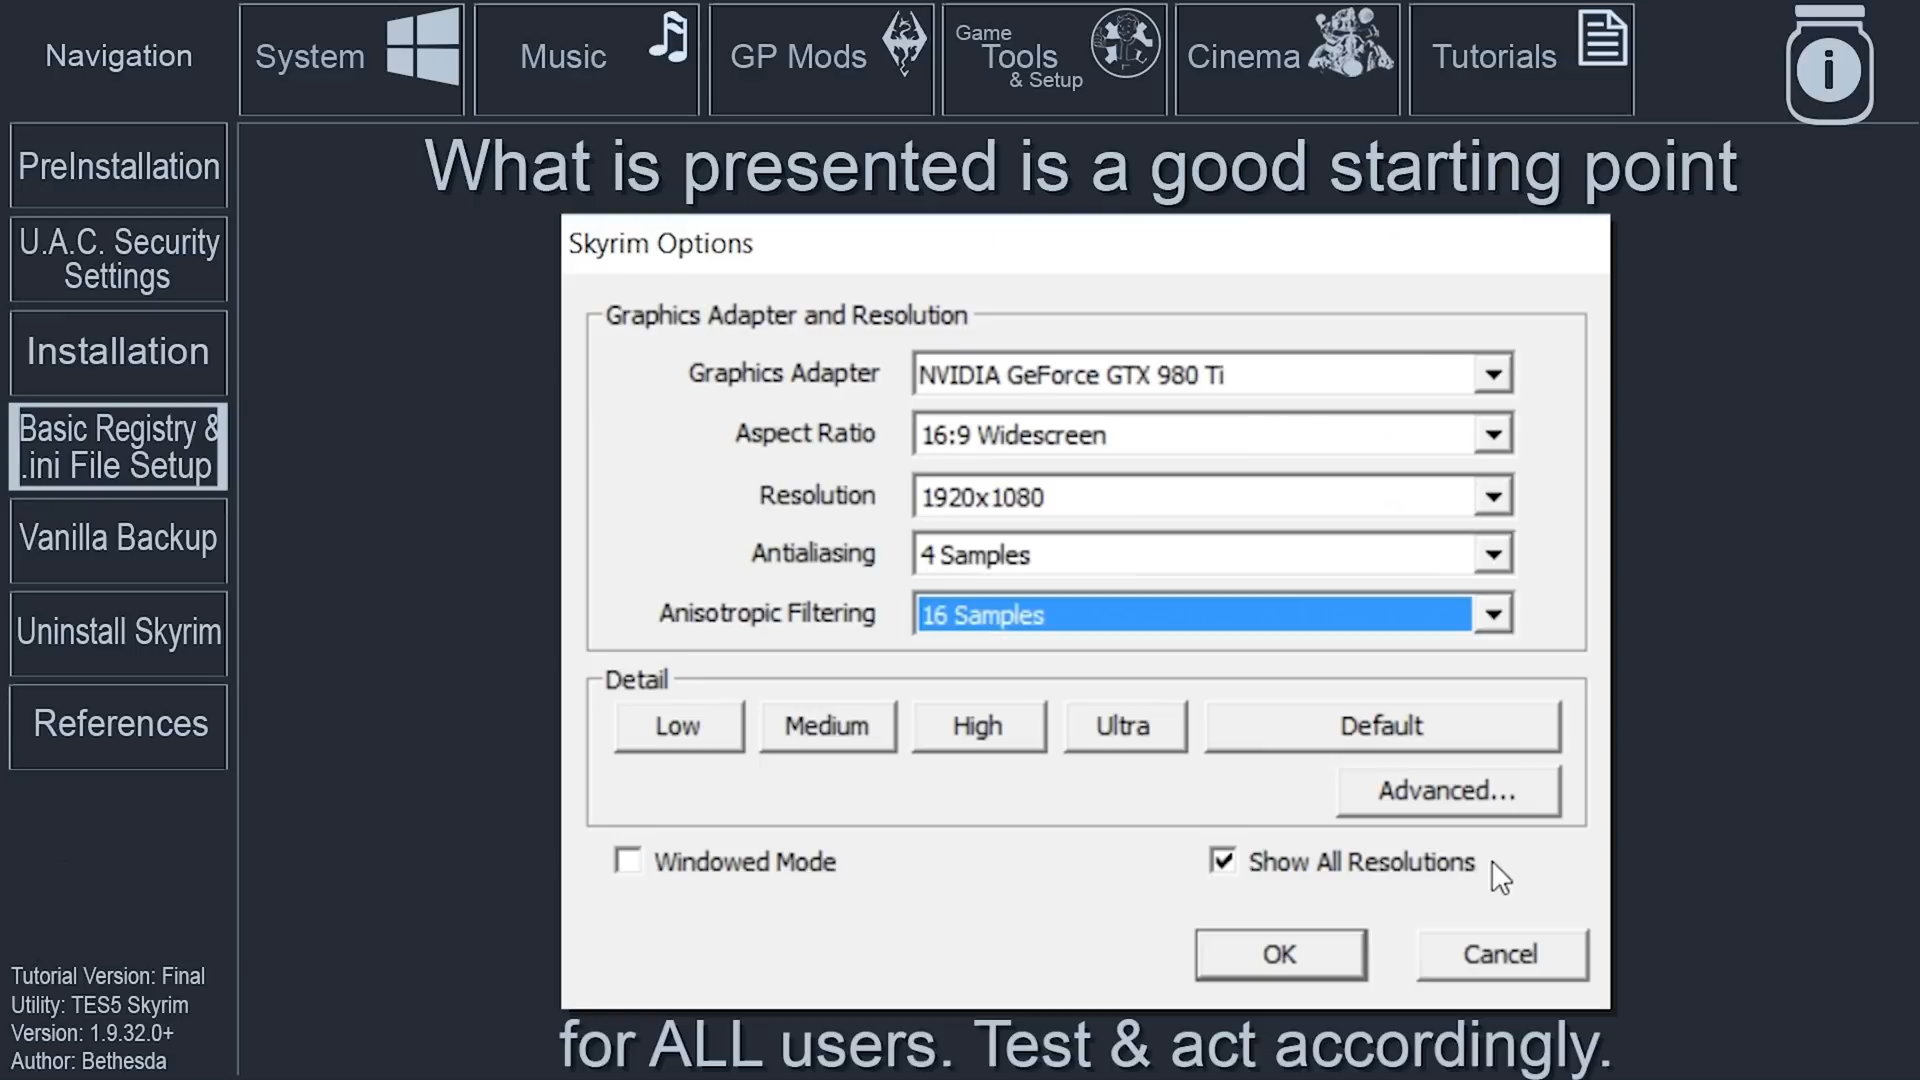 Navigation
System
Music
GP Mods
Game
Tools
& Setup
Cinema
Tutorials
i
PreInstallation
U.A.C. Security
Settings
Installation
Basic Registry &
.ini File Setup
Vanilla Backup
Uninstall Skyrim
References
Tutorial Version: Final
Utility: TES5 Skyrim
Version: 1.9.32.0+
Author: Bethesda
What is presented is a good starting point
Skyrim Options
Graphics Adapter and Resolution
Graphics Adapter NVIDIA GeForce GTX 980 Ti
Aspect Ratio 16:9 Widescreen
Resolution 1920x1080
Antialiasing 4 Samples
Anisotropic Filtering 16 Samples
Detail
Low Medium High Ultra Default
Advanced...
Windowed Mode Show All Resolutions
OK Cancel
for ALL users. Test & act accordingly.